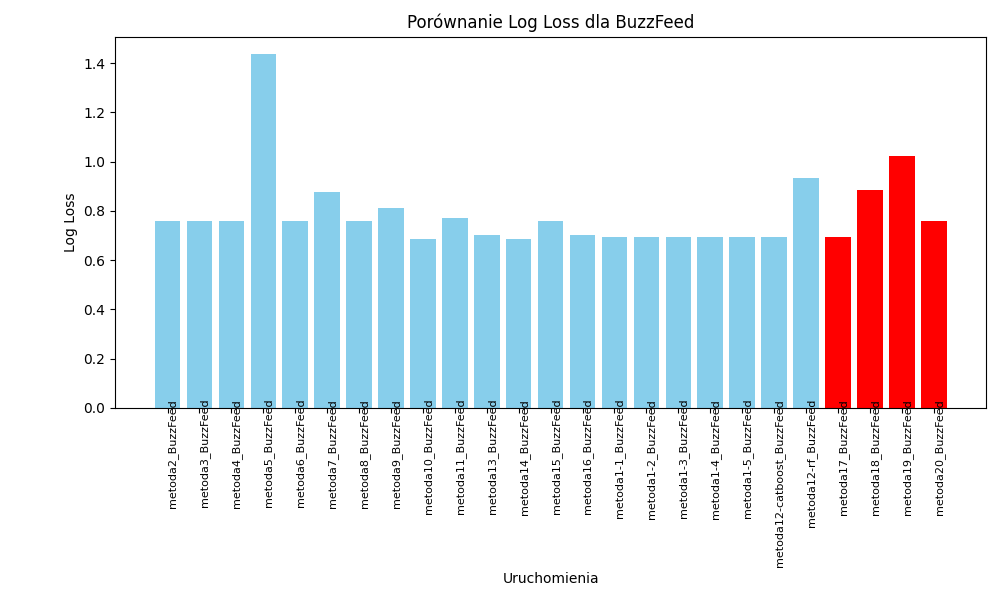 Porównanie Log Loss dla BuzzFeed
Log Loss
1.4
1.2
1.0
0.8
0.6
0.4
0.2
0.0
metoda2_BuzzFeed
metoda3_BuzzFeed
metoda4_BuzzFeed
metoda5_BuzzFeed
metoda6_BuzzFeed
metoda7_BuzzFeed
metoda8_BuzzFeed
metoda9_BuzzFeed
metoda10_BuzzFeed
metoda11_BuzzFeed
metoda13_BuzzFeed
metoda14_BuzzFeed
metoda15_BuzzFeed
metoda16_BuzzFeed
metoda1-1_BuzzFeed
metoda1-2_BuzzFeed
metoda1-3_BuzzFeed
metoda1-4_BuzzFeed
metoda1-5_BuzzFeed
metoda12-catboost_BuzzFeed
metoda12-rf_BuzzFeed
metoda17_BuzzFeed
metoda18_BuzzFeed
metoda19_BuzzFeed
metoda20_BuzzFeed
Uruchomienia